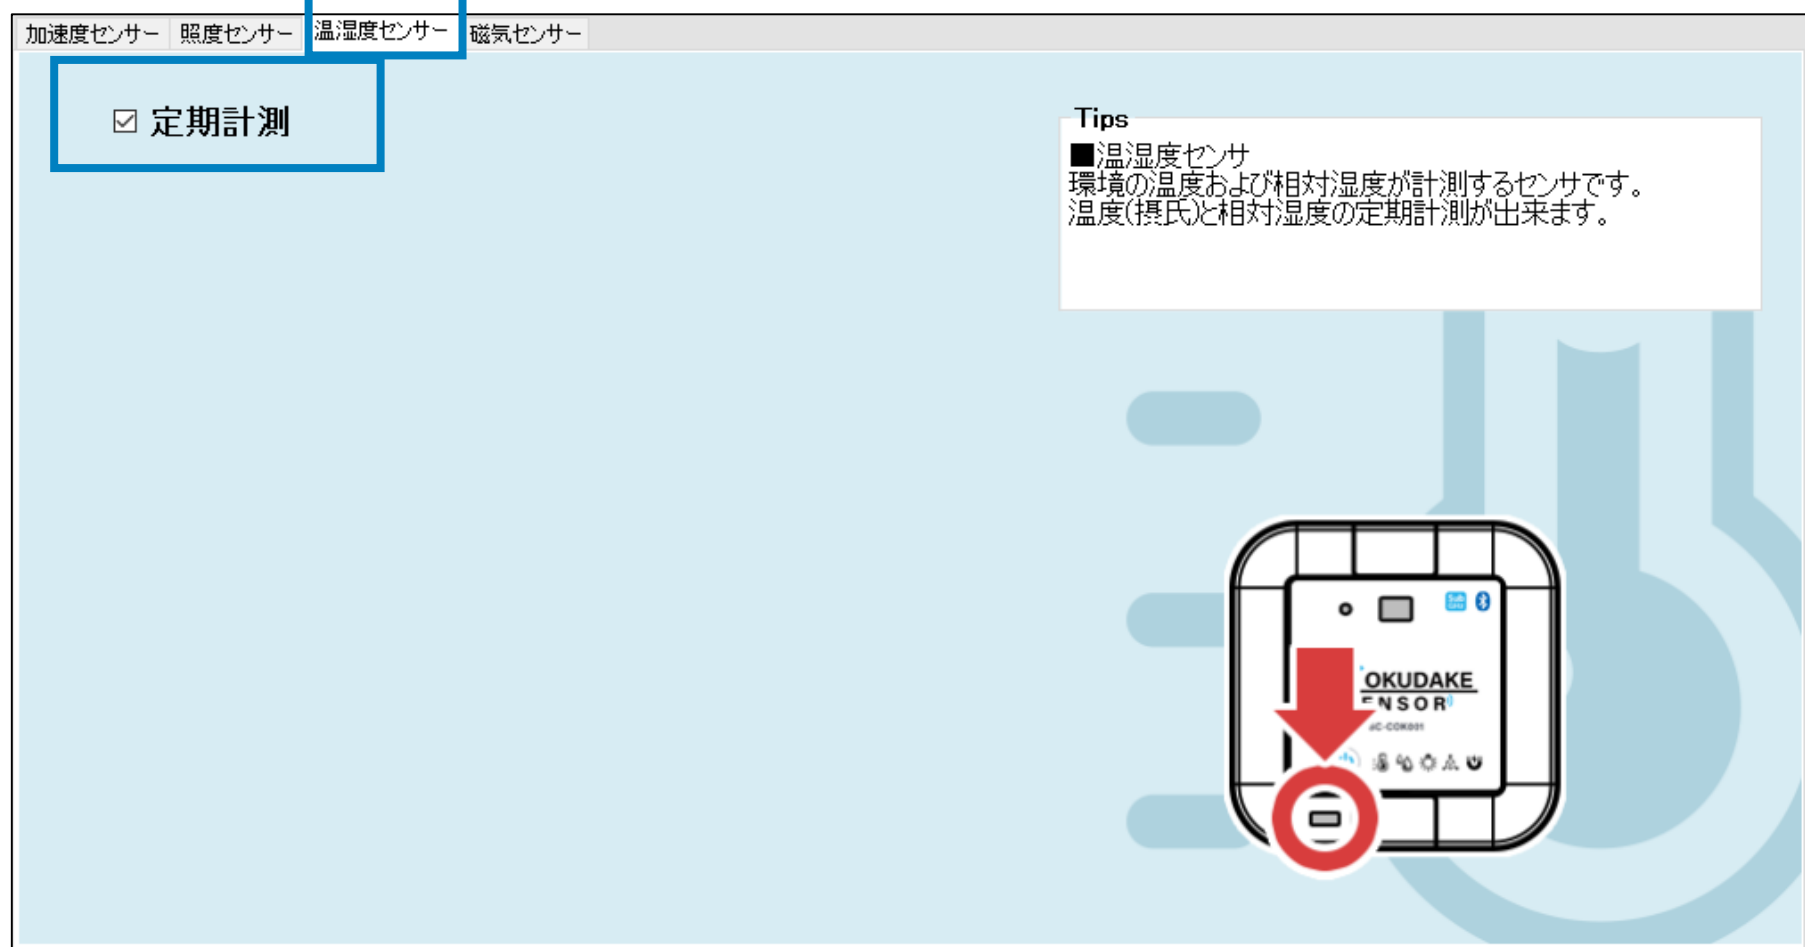 加速度センサー 照度センサー 温湿度センサー 磁気センサー
☑ 定期計測
Tips
■温湿度センサ
環境の温度および相対湿度が計測するセンサです。
温度(摂氏)と相対湿度の定期計測が出来ます。
Sub
OKUDAKE
ENSOR
C-COK001